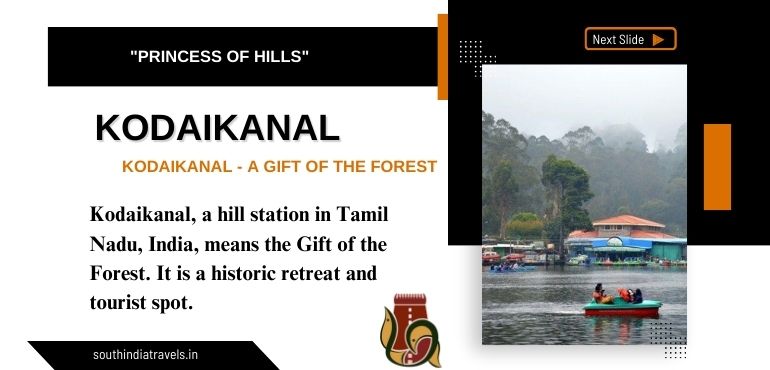 "PRINCESS OF HILLS"
Next Slide
KODAIKANAL
KODAIKANAL - A GIFT OF THE FOREST
Kodaikanal, a hill station in Tamil
Nadu, India, means the Gift of the
Forest. It is a historic retreat and
tourist spot.
southindiatravels.in